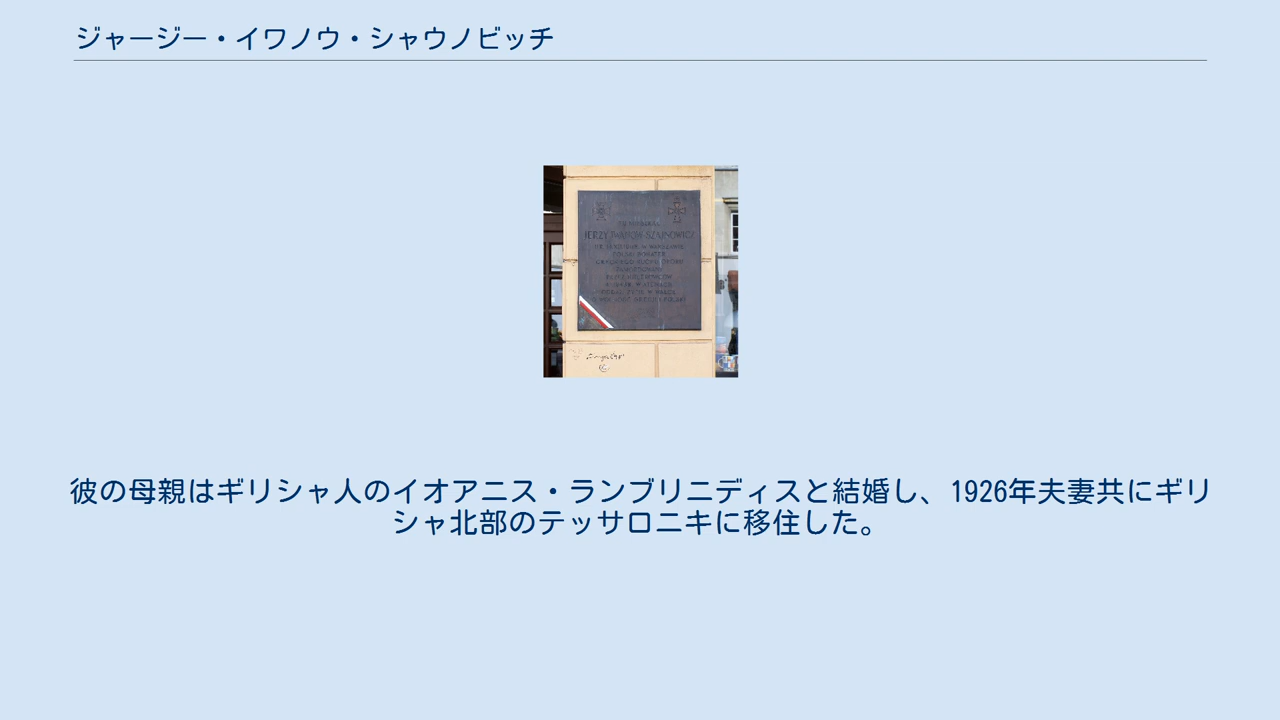 ジャージー・イワノウ・シャウノビッチ
JERZY IWANOW-SZAJNOWICZ
彼の母親はギリシャ人のイオアニス・ランブリニディスと結婚し、1926年夫妻共にギリ
シャ北部のテッサロニキに移住した。